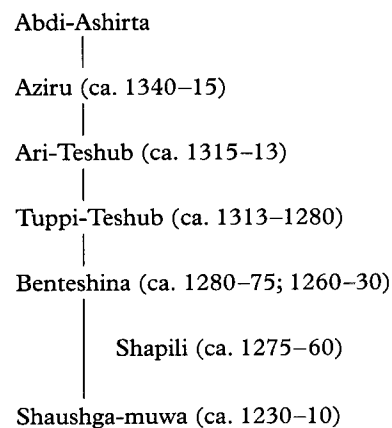 Abdi-Ashirta
Aziru (ca. 1340–15)
Ari-Teshub (ca. 1315–13)
Tuppi-Teshub (ca. 1313–1280)
Benteshina (ca. 1280–75; 1260–30)
Shapili (ca. 1275–60)
Shaushga-muwa (ca. 1230–10)